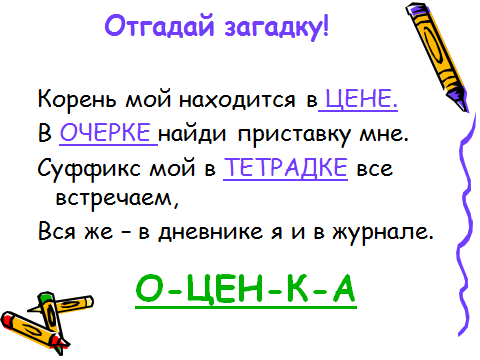 Отгадай загадку!
Корень мой находится в ЦЕНЕ.
В ОЧЕРКЕ найди приставку мне.
Суффикс мой в ТЕТРАДКЕ все
встречаем,
Вся же – в дневнике я и в журнале.
О-ЦЕН-К-А